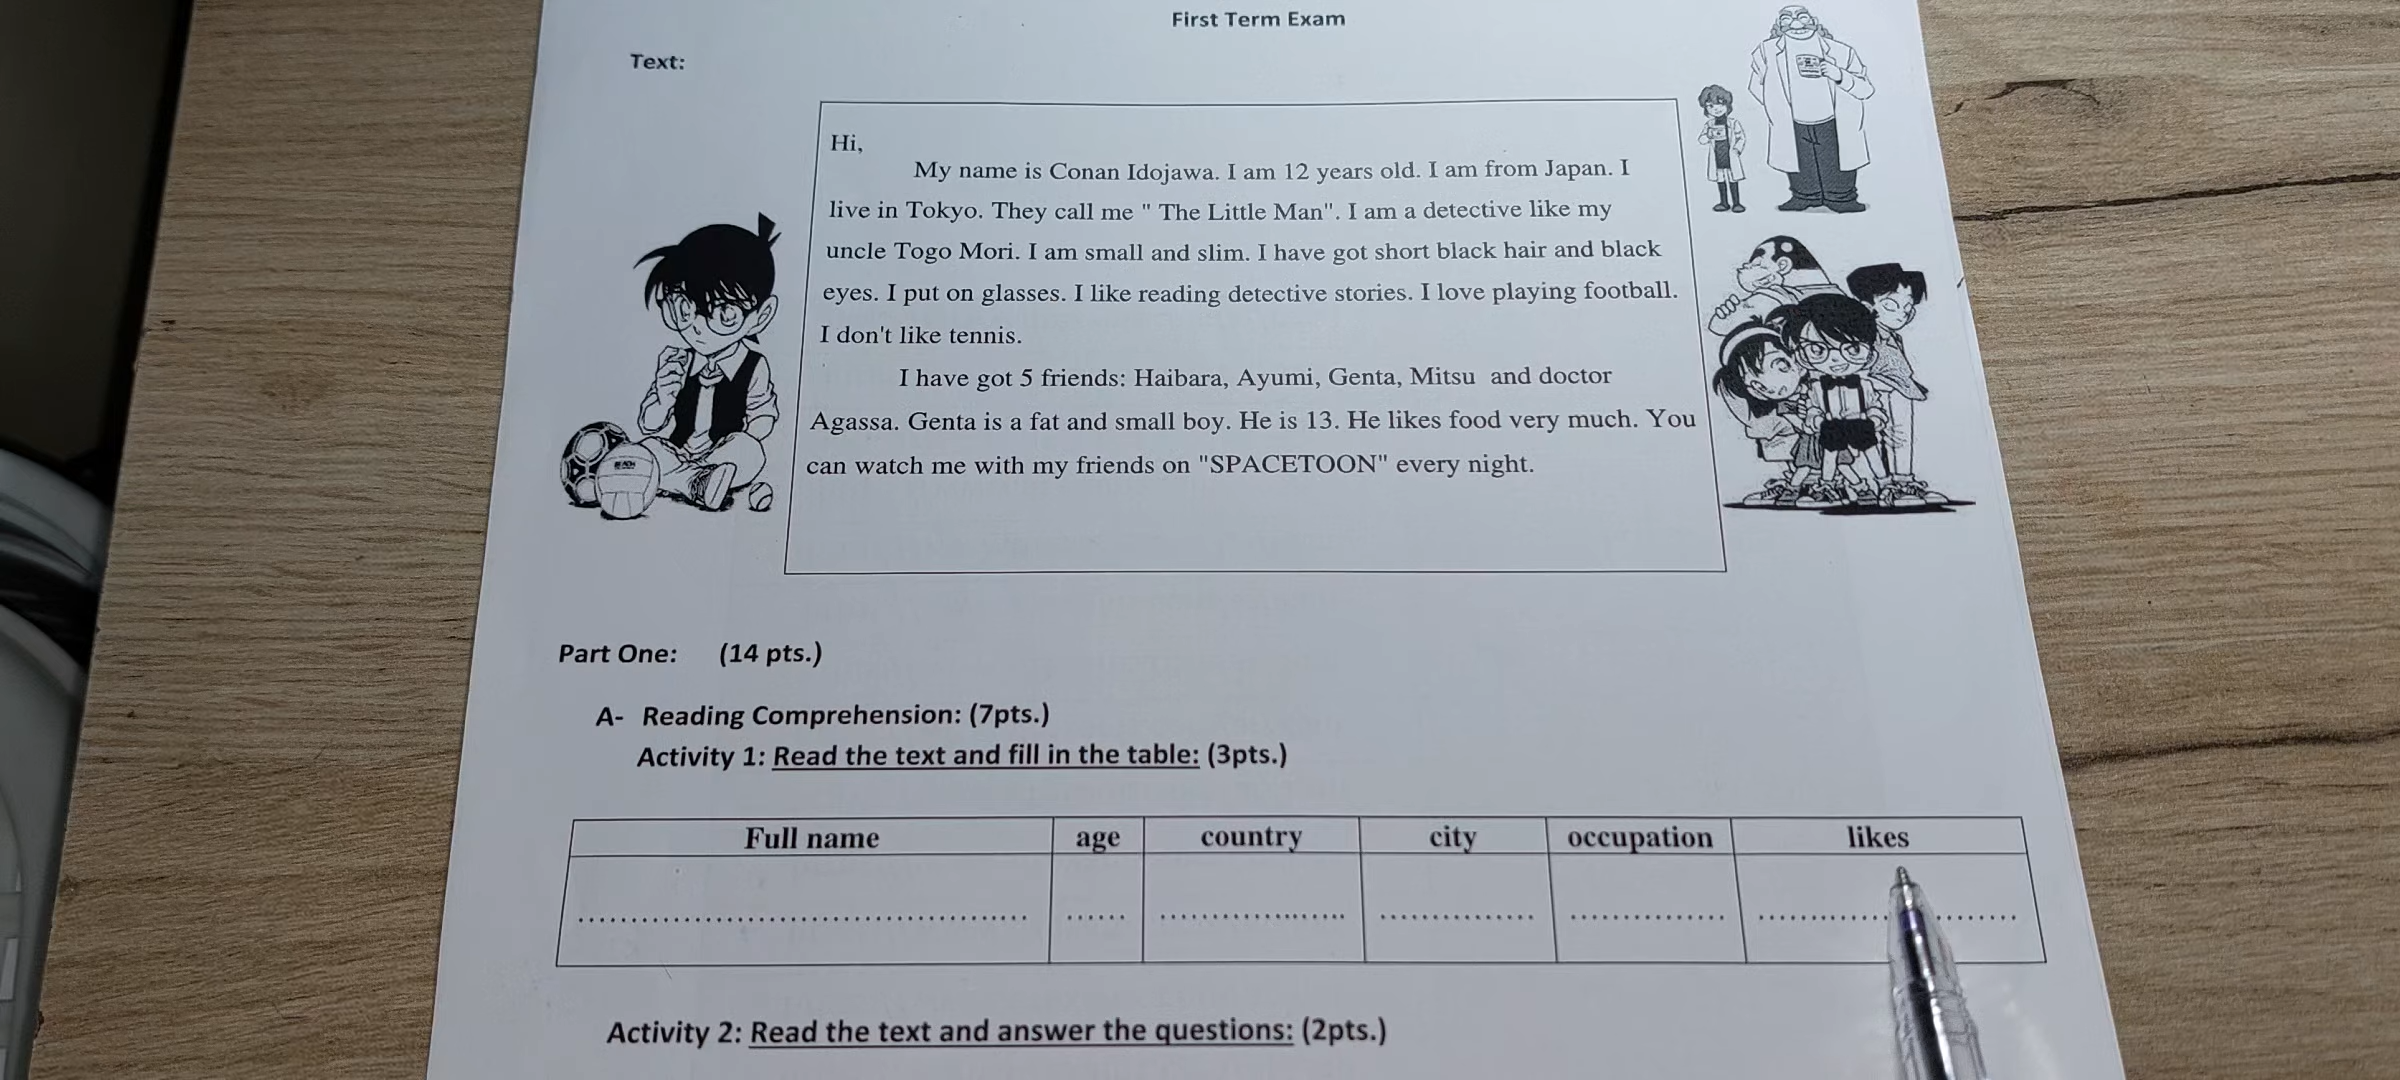 First Term Exam
Text:
Hi,
My name is Conan Idojawa. I am 12 years old. I am from Japan. I
live in Tokyo. They call me " The Little Man". I am a detective like my
uncle Togo Mori. I am small and slim. I have got short black hair and black
eyes. I put on glasses. I like reading detective stories. I love playing football.
I don't like tennis.
I have got 5 friends: Haibara, Ayumi, Genta, Mitsu and doctor
Agassa. Genta is a fat and small boy. He is 13. He likes food very much. You
can watch me with my friends on "SPACETOON" every night.
Part One: (14 pts.)
A- Reading Comprehension: (7pts.)
Activity 1: Read the text and fill in the table: (3pts.)
Full name age country city occupation likes
Activity 2: Read the text and answer the questions: (2pts.)